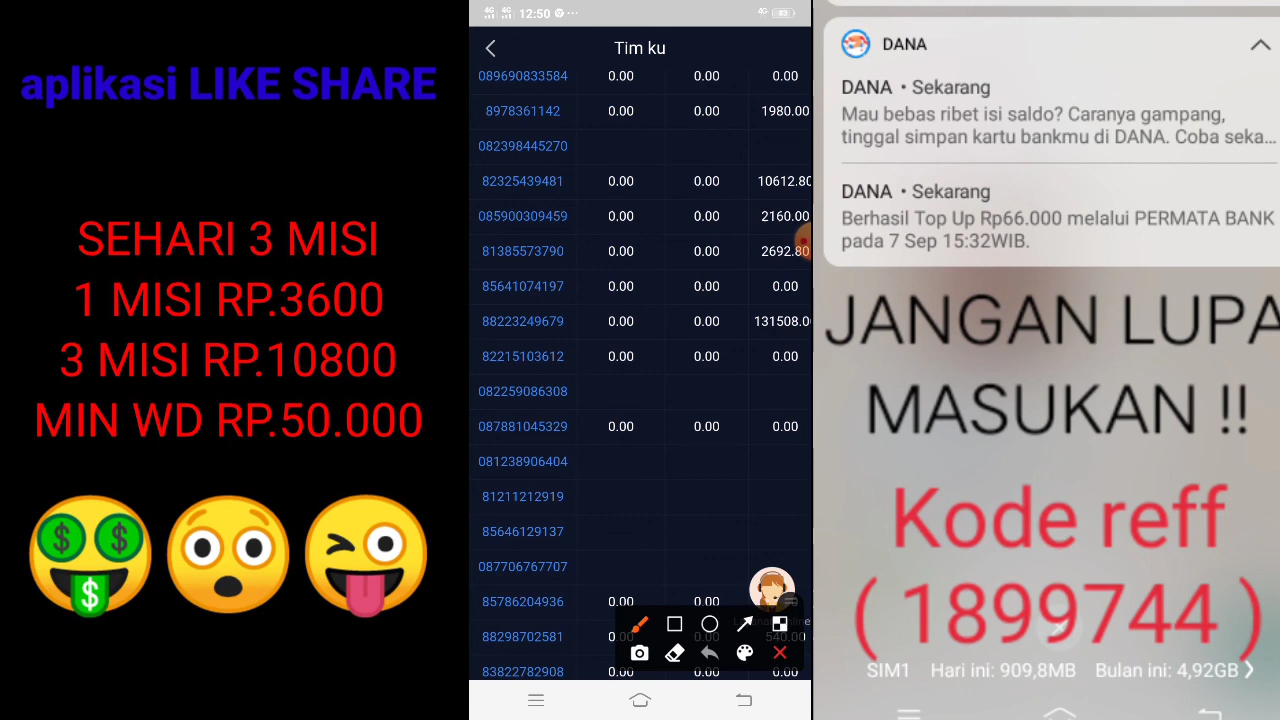 aplikasi LIKE SHARE
SEHARI 3 MISI
1 MISI RP.3600
3 MISI RP.10800
MIN WD RP.50.000
12:50
4G
4G
4G
Tim ku
089690833584 0.00 0.00 0.00
8978361142 0.00 0.00 1980.00
082398445270
82325439481 0.00 0.00 10612.80
085900309459 0.00 0.00 2160.00
81385573790 0.00 0.00 2692.80
85641074197 0.00 0.00 0.00
88223249679 0.00 0.00 131508.0
82215103612 0.00 0.00 0.00
082259086308
087881045329 0.00 0.00 0.00
081238906404
81211212919
85646129137
087706767707
85786204936 0.00 0.00
88298702581 540.00
83822782908 0.00 0.00 0.00
DANA
DANA • Sekarang
Mau bebas ribet isi saldo? Caranya gampang,
tinggal simpan kartu bankmu di DANA. Coba seka...
DANA • Sekarang
Berhasil Top Up Rp66.000 melalui PERMATA BANK
pada 7 Sep 15:32WIB.
JANGAN LUPA
MASUKAN !!
Kode reff
( 1899744 )
SIM1 Hari ini: 909,8MB Bulan ini: 4,92GB